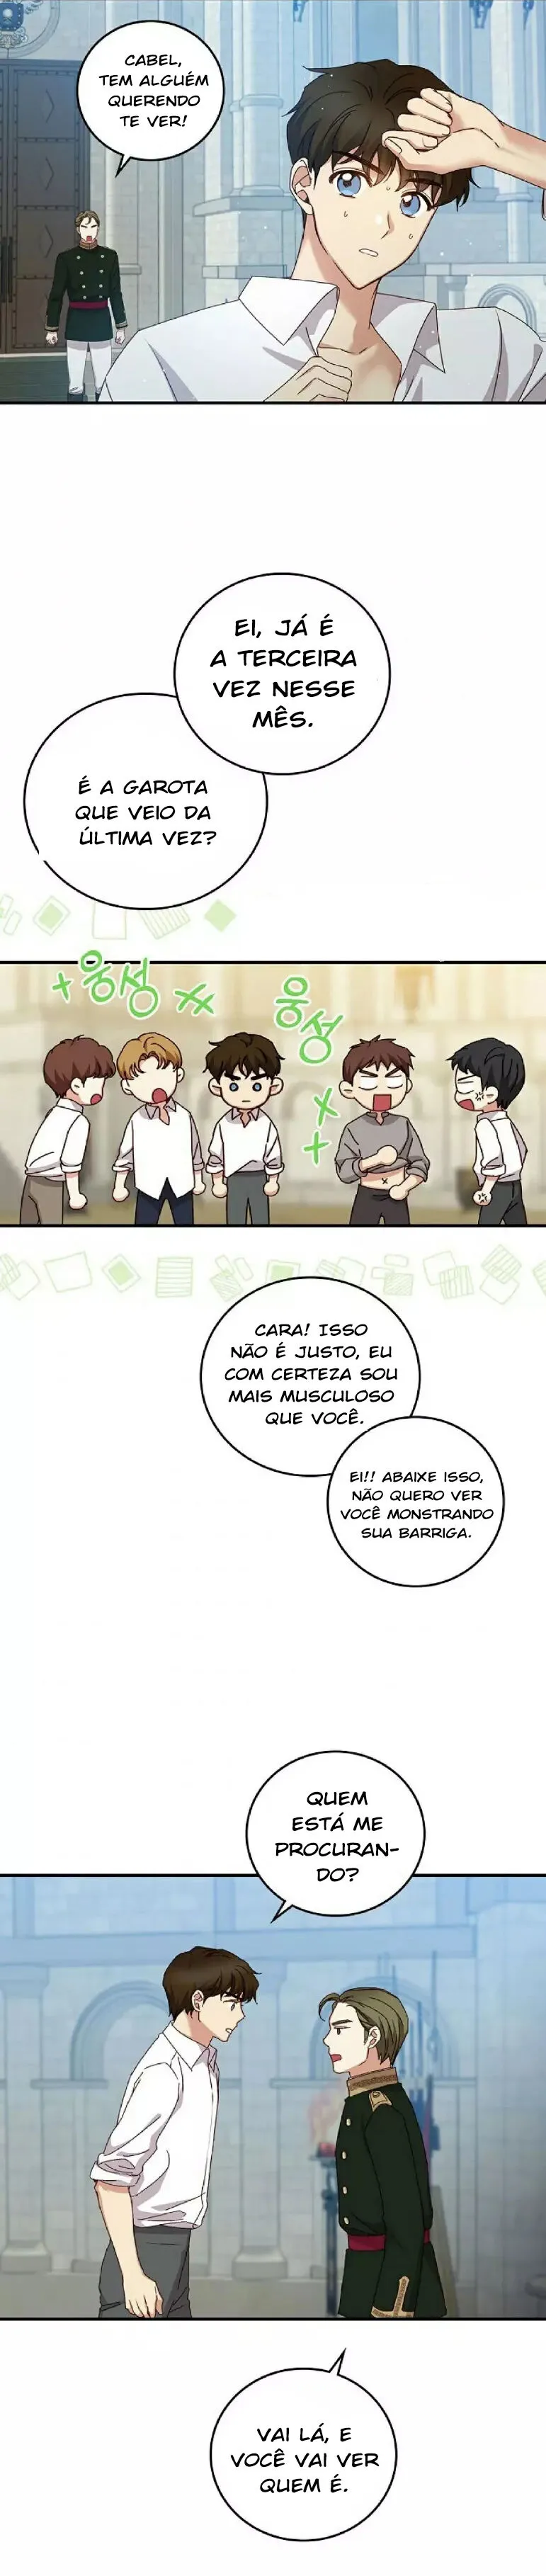 CABEL,
TEM ALGUÉM
QUERENDO
TE VER!
EI, JÁ É
A TERCEIRA
VEZ NESSE
MÊS.
É A GAROTA
QUE VEIO DA
ÚLTIMA VEZ?
웅성
웅성
CARA! ISSO
NÃO É JUSTO, EU
COM CERTEZA SOU
MAIS MUSCULOSO
QUE VOCÊ.
EI!! ABAIXE ISSO,
NÃO QUERO VER
VOCÊ MONSTRANDO
SUA BARRIGA.
QUEM
ESTÁ ME
PROCURAN-
DO?
VAI LÁ, E
VOCÊ VAI VER
QUEM É.